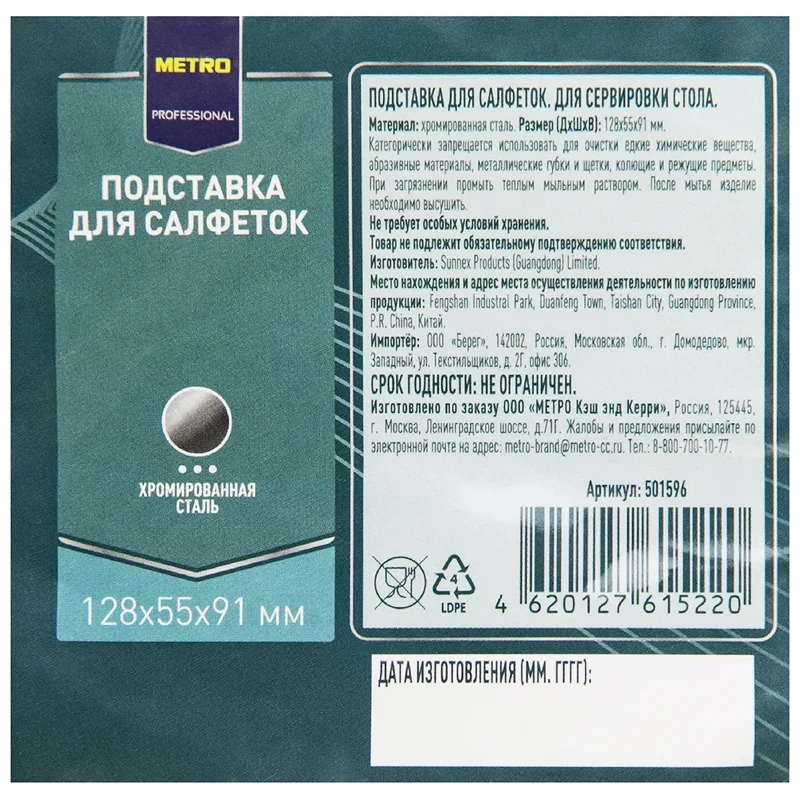 METRO
PROFESSIONAL
ПОДСТАВКА
ДЛЯ САЛФЕТОК
ХРОМИРОВАННАЯ
СТАЛЬ
128x55x91 мм
ПОДСТАВКА ДЛЯ САЛФЕТОК. ДЛЯ СЕРВИРОВКИ СТОЛА.
Материал: хромированная сталь. Размер (ДхШхВ): 128x55x91 мм.
Категорически запрещается использовать для очистки едкие химические вещества,
абразивные материалы, металлические губки и щетки, колющие и режущие предметы.
При загрязнении промыть теплым мыльным раствором. После мытья изделие
необходимо высушить.
Не требует особых условий хранения.
Товар не подлежит обязательному подтверждению соответствия.
Изготовитель: Sunnex Products (Guangdong) Limited.
Место нахождения и адрес места осуществления деятельности по изготовлению
продукции: Fengshan Industral Park, Duanfeng Town, Taishan City, Guangdong Province,
P.R. China, Китай.
Импортёр: ООО «Берег», 142002, Россия, Московская обл., г. Домодедово, мкр.
Западный, ул. Текстильщиков, д. 2Г, офис 306.
СРОК ГОДНОСТИ: НЕ ОГРАНИЧЕН.
Изготовлено по заказу ООО «МЕТРО Кэш энд Керри», Россия, 125445,
г. Москва, Ленинградское шоссе, д.71Г. Жалобы и предложения присылайте по
электронной почте на адрес: metro-brand@metro-cc.ru. Тел.: 8-800-700-10-77.
Артикул: 501596
4
LDPE
4 620127 615220
ДАТА ИЗГОТОВЛЕНИЯ (ММ. ГГГГ):